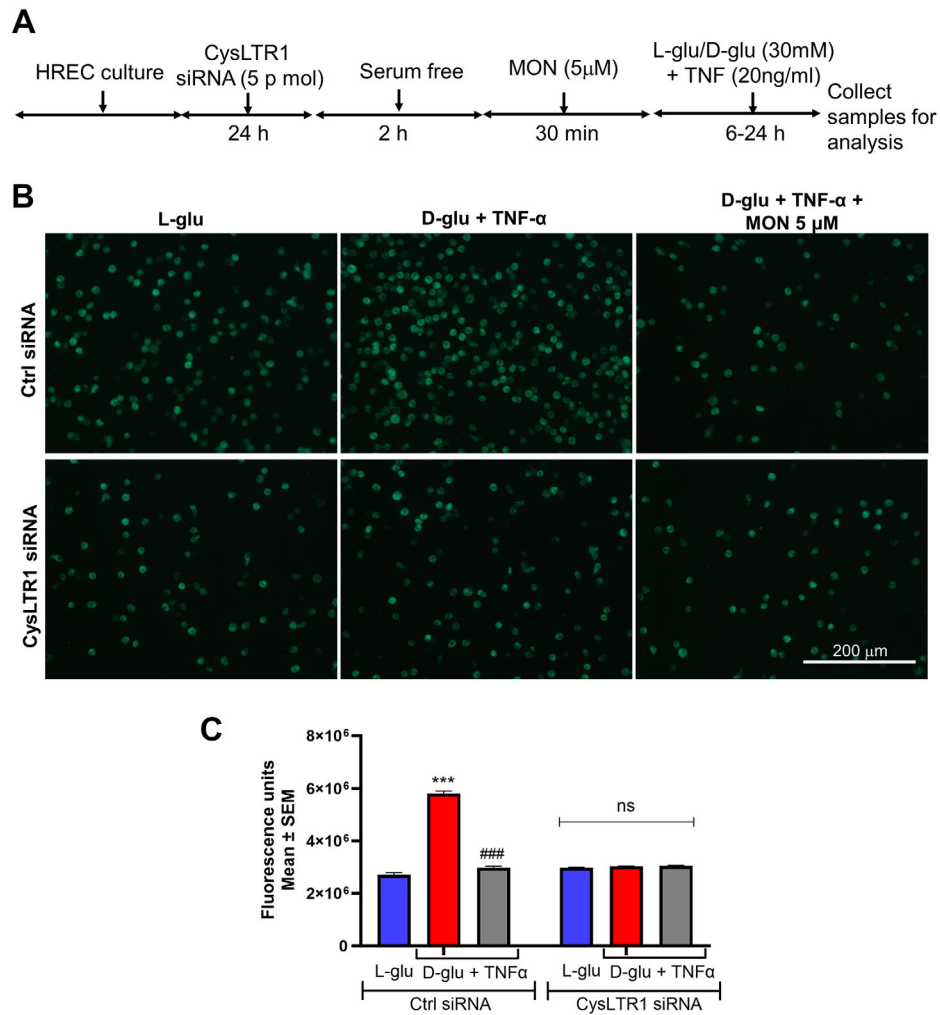 A
HREC culture
CysLTR1
siRNA (5 p mol)
24 h
Serum free
2 h
MON (5μM)
30 min
L-glu/D-glu (30mM)
+ TNF (20ng/ml)
6-24 h
Collect
samples for
analysis
B
L-glu
D-glu + TNF-α
D-glu + TNF-α +
MON 5 μM
Ctrl siRNA
CysLTR1 siRNA
200 μm
C
Fluorescence units
Mean ± SEM
8×10⁶
6×10⁶
4×10⁶
2×10⁶
0
***
###
ns
L-glu D-glu + TNFα L-glu D-glu + TNFα
Ctrl siRNA CysLTR1 siRNA